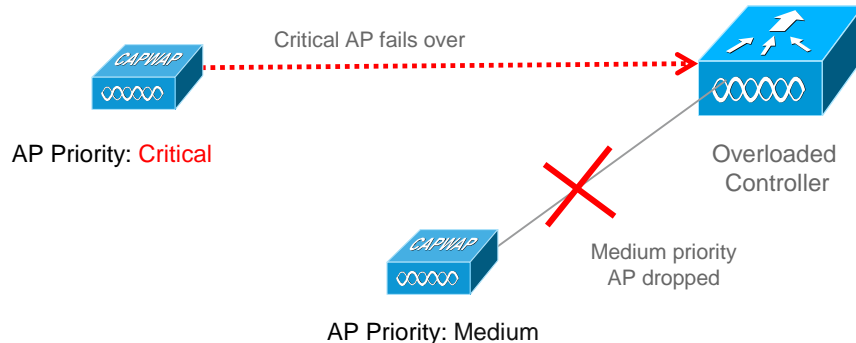 Critical AP fails over
CAPWAP
AP Priority: Critical
Overloaded
Controller
CAPWAP
Medium priority
AP dropped
AP Priority: Medium